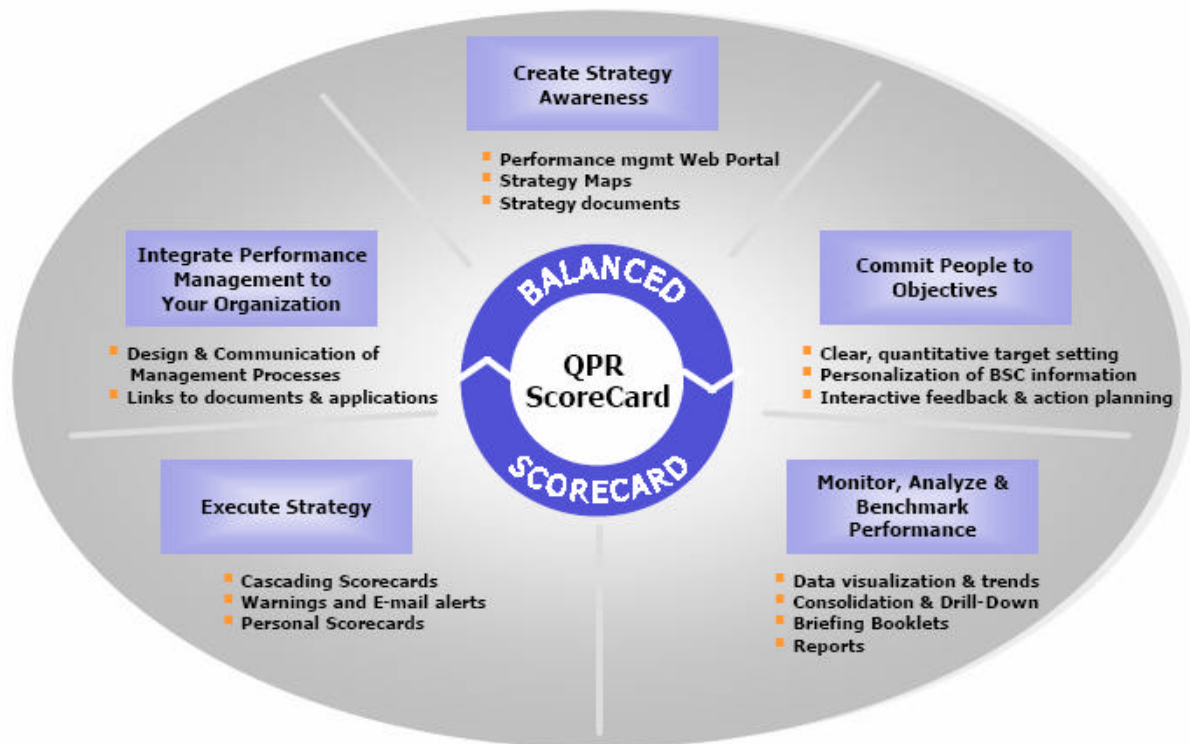 Create Strategy
Awareness
Performance mgmt Web Portal
Strategy Maps
Strategy documents
Integrate Performance
Management to
Your Organization
Design & Communication of
Management Processes
Links to documents & applications
BALANCED
QPR
ScoreCard
SCORECARD
Commit People to
Objectives
Clear, quantitative target setting
Personalization of BSC information
Interactive feedback & action planning
Execute Strategy
Cascading Scorecards
Warnings and E-mail alerts
Personal Scorecards
Monitor, Analyze &
Benchmark
Performance
Data visualization & trends
Consolidation & Drill-Down
Briefing Booklets
Reports